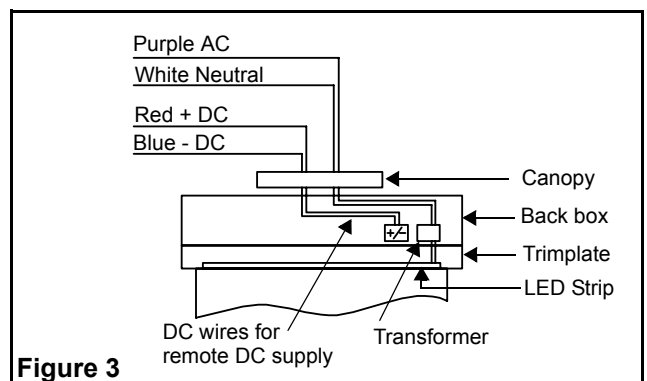 Purple AC
White Neutral
Red + DC
Blue - DC
Canopy
Back box
+/-
Trimplate
LED Strip
DC wires for
remote DC supply
Transformer
Figure 3